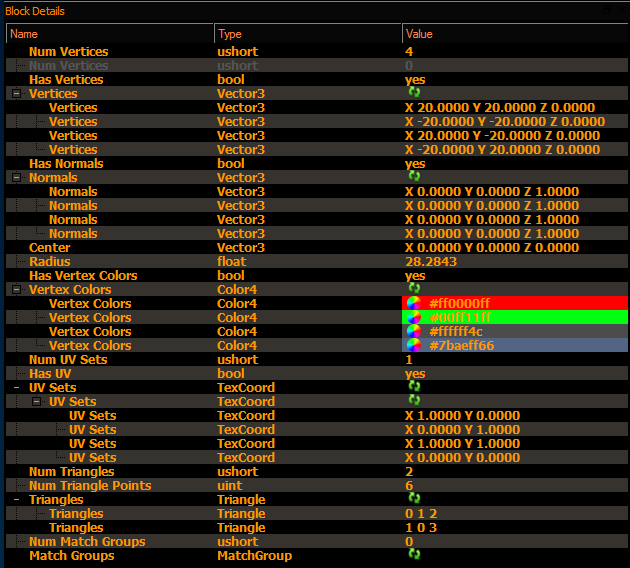 Block Details
Name Type Value
Num Vertices ushort 4
Num Vertices ushort 0
Has Vertices bool yes
Vertices Vector3
Vertices X 20.0000 Y 20.0000 Z 0.0000
Vertices X -20.0000 Y -20.0000 Z 0.0000
Vertices X 20.0000 Y -20.0000 Z 0.0000
Vertices X -20.0000 Y 20.0000 Z 0.0000
Has Normals bool yes
Normals Vector3
Normals X 0.0000 Y 0.0000 Z 1.0000
Normals X 0.0000 Y 0.0000 Z 1.0000
Normals X 0.0000 Y 0.0000 Z 1.0000
Normals X 0.0000 Y 0.0000 Z 1.0000
Center Vector3 X 0.0000 Y 0.0000 Z 0.0000
Radius float 28.2843
Has Vertex Colors bool yes
Vertex Colors Color4
Vertex Colors Color4 #ff0000ff
Vertex Colors Color4 #00ff11ff
Vertex Colors Color4 #ffffff4c
Vertex Colors Color4 #7baeff66
Num UV Sets ushort 1
Has UV bool yes
UV Sets TexCoord
UV Sets TexCoord
UV Sets TexCoord X 1.0000 Y 0.0000
UV Sets TexCoord X 0.0000 Y 1.0000
UV Sets TexCoord X 1.0000 Y 1.0000
UV Sets TexCoord X 0.0000 Y 0.0000
Num Triangles ushort 2
Num Triangle Points uint 6
Triangles Triangle
Triangles Triangle 0 1 2
Triangles Triangle 1 0 3
Num Match Groups ushort 0
Match Groups MatchGroup